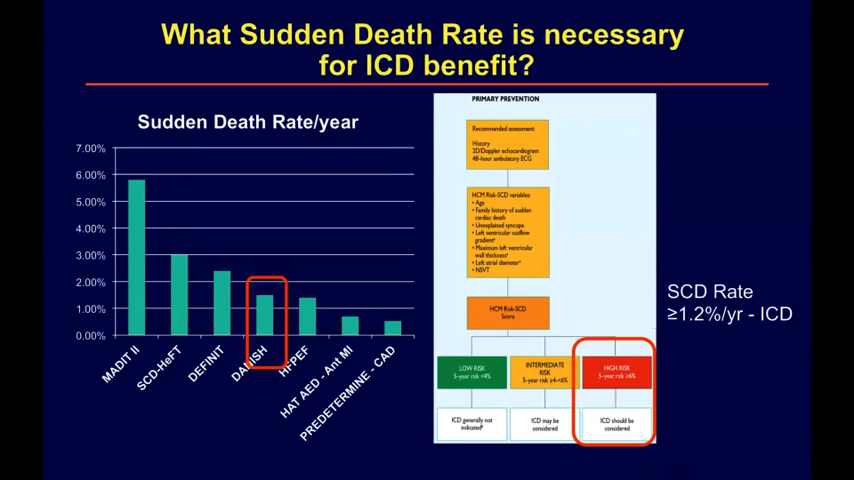 What Sudden Death Rate is necessary
for ICD benefit?
Sudden Death Rate/year
7.00%
6.00%
5.00%
4.00%
3.00%
2.00%
1.00%
0.00%
MADIT II
SCD-HeFT
DEFINIT
DANISH
HFPEF
HAT AED - Ant MI
PREDETERMINE - CAD
PRIMARY PREVENTION
Recommended assessment:
History
2D/Doppler echocardiogram
48-hour ambulatory ECG
HCM Risk-SCD variables:
• Age
• Family history of sudden
cardiac death
• Unexplained syncope
• Left ventricular outflow
gradientª
• Maximum left ventricular
wall thicknessª
• Left atrial diameterª
• NSVT
HCM Risk-SCD
Score
LOW RISK
5-year risk <4%
INTERMEDIATE
RISK
5-year risk ≥4-<6%
HIGH RISK
5-year risk ≥6%
ICD generally not
indicatedᵇ
ICD may be
considered
ICD should be
considered
SCD Rate
≥1.2%/yr - ICD